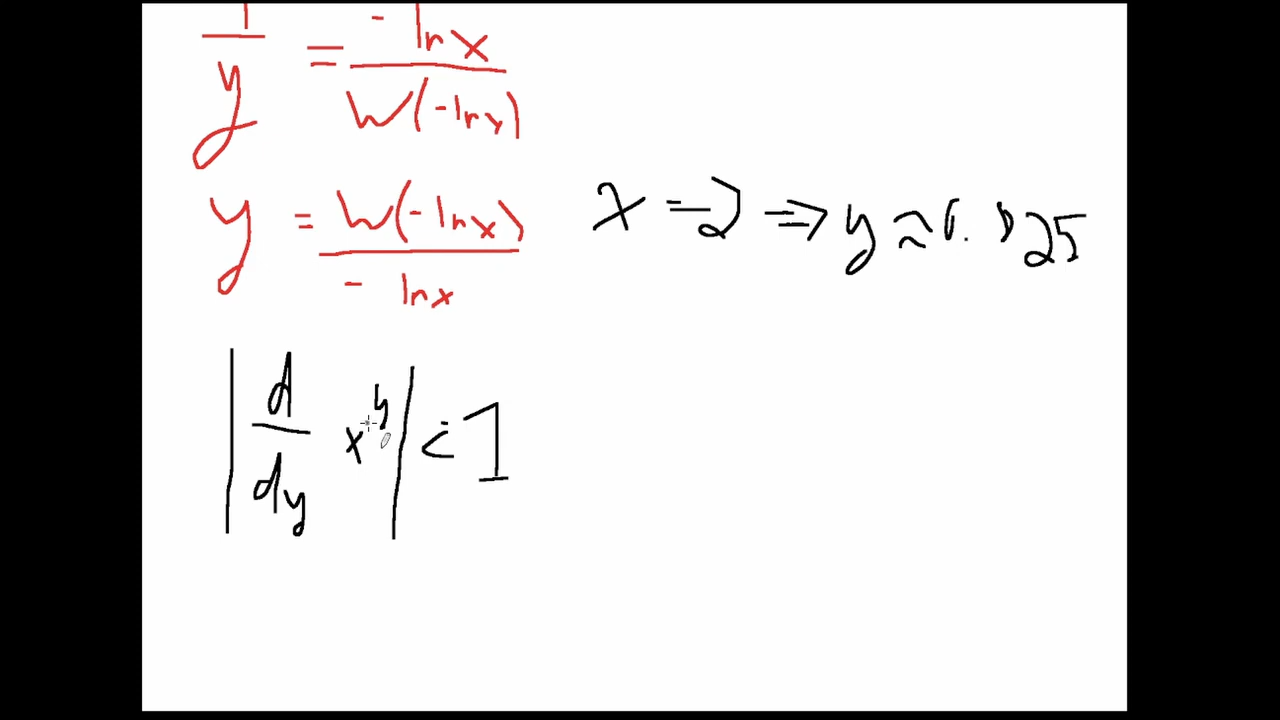 1/y = -ln x / W(-ln x)
y = W(-ln x) / -ln x
x = 2 ⇒ y ≈
| d/dy x^y | < 1